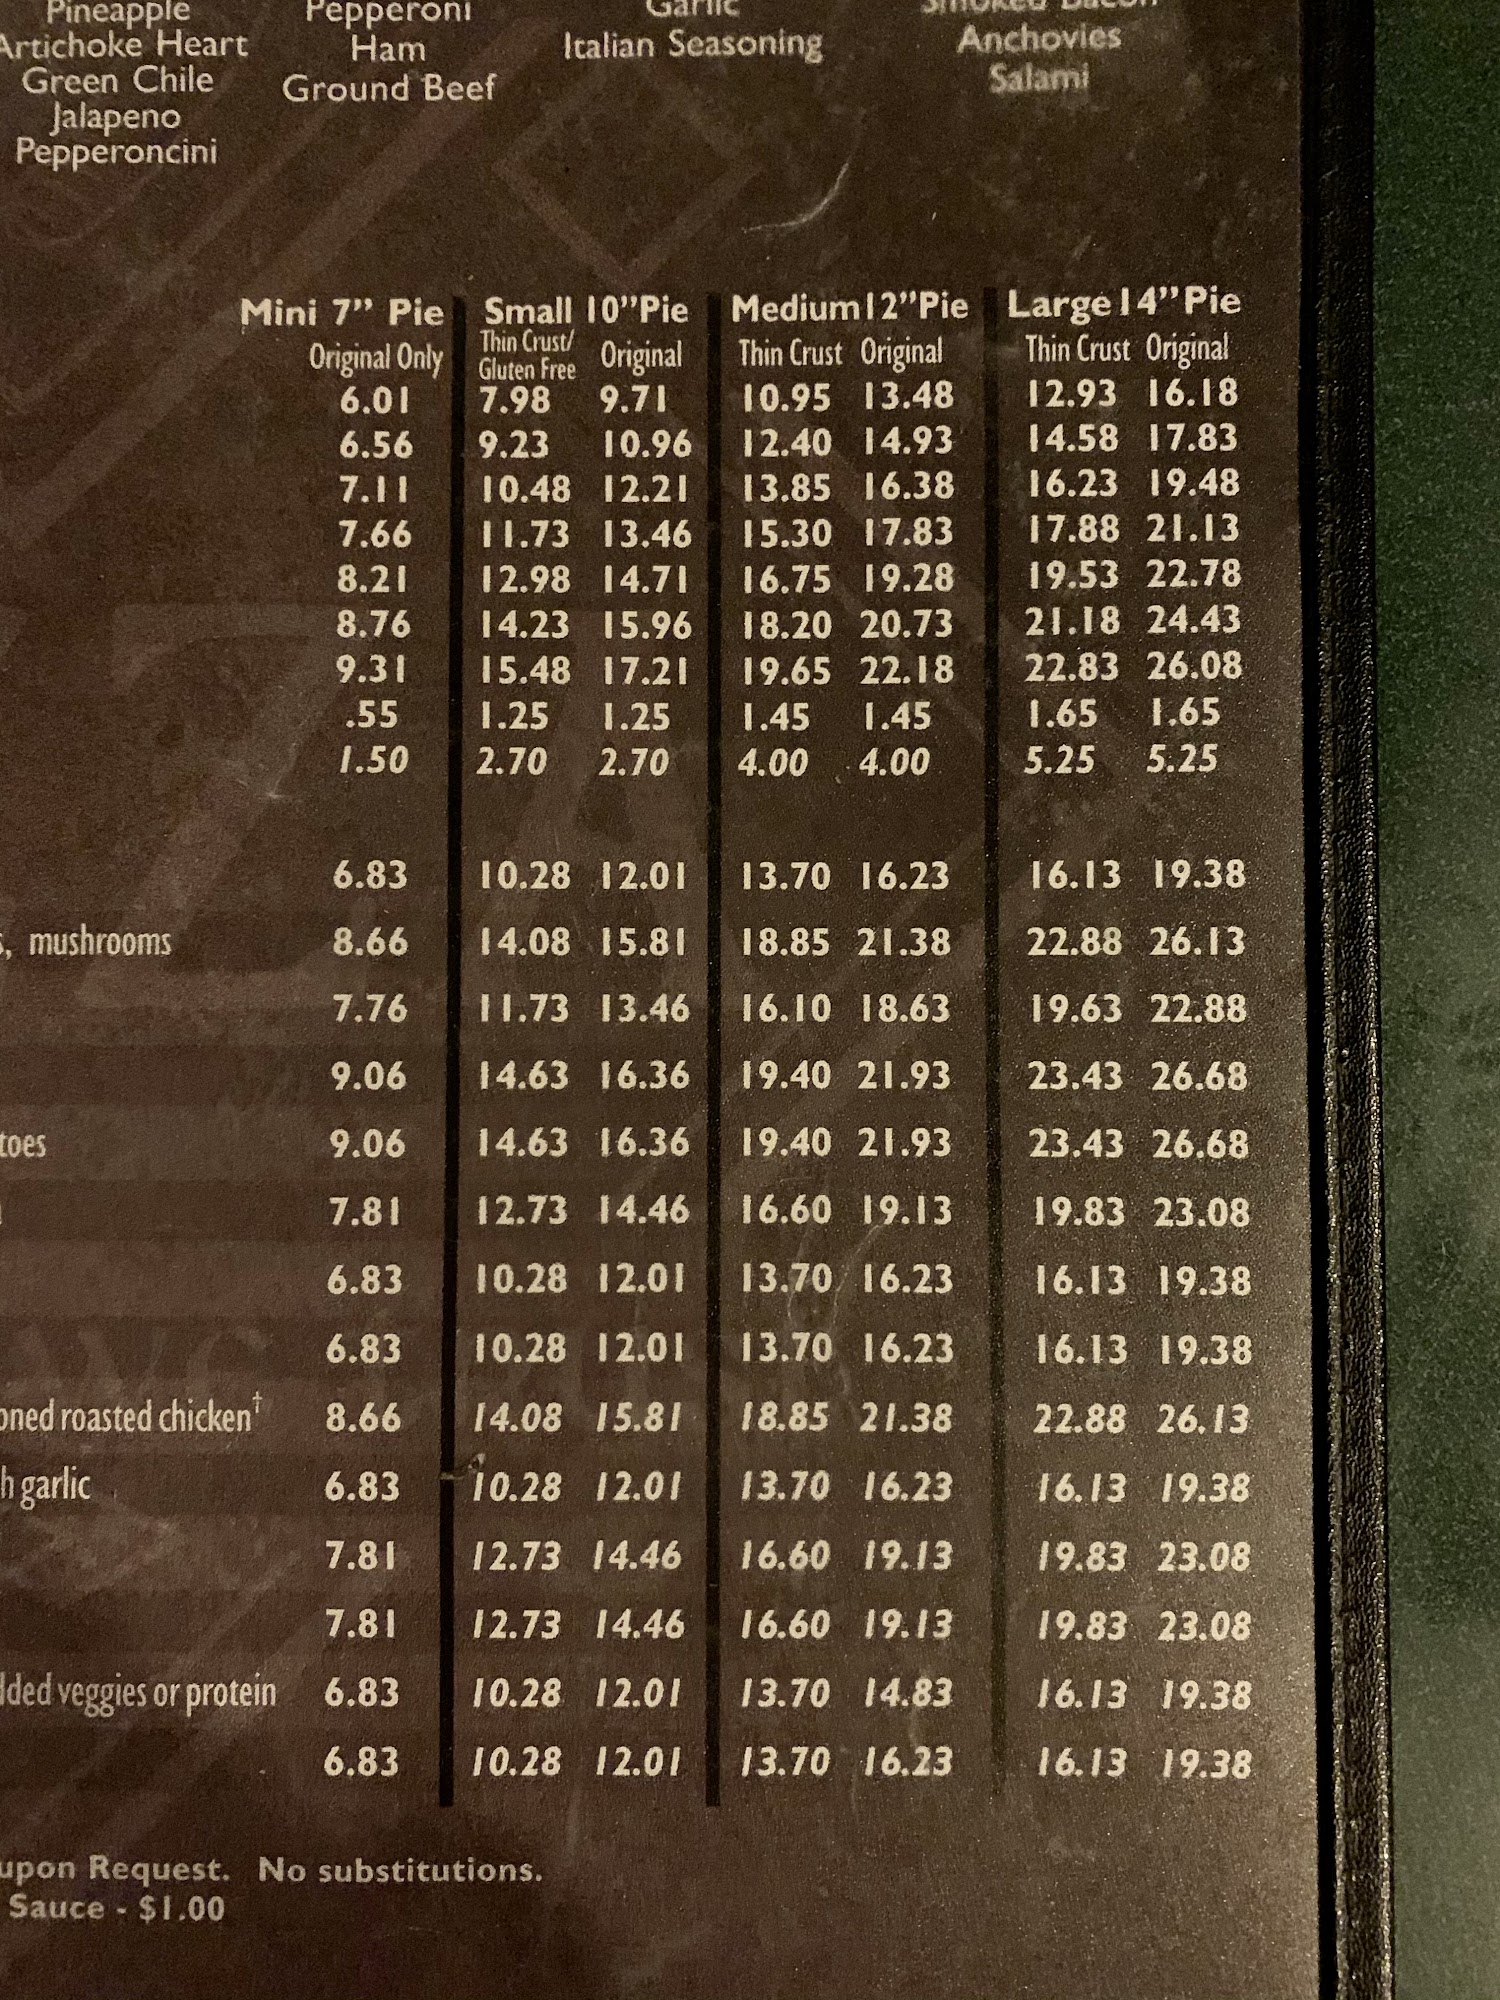 Pineapple Pepperoni Garlic Smoked Bacon
Artichoke Heart Ham Italian Seasoning Anchovies
Green Chile Ground Beef Salami
Jalapeno
Pepperoncini
Mini 7" Pie Small 10" Pie Medium 12" Pie Large 14" Pie
Original Only Thin Crust/ Gluten Free Original Thin Crust Original Thin Crust Original
6.01 7.98 9.71 10.95 13.48 12.93 16.18
6.56 9.23 10.96 12.40 14.93 14.58 17.83
7.11 10.48 12.21 13.85 16.38 16.23 19.48
7.66 11.73 13.46 15.30 17.83 17.88 21.13
8.21 12.98 14.71 16.75 19.28 19.53 22.78
8.76 14.23 15.96 18.20 20.73 21.18 24.43
9.31 15.48 17.21 19.65 22.18 22.83 26.08
.55 1.25 1.25 1.45 1.45 1.65 1.65
1.50 2.70 2.70 4.00 4.00 5.25 5.25
6.83 10.28 12.01 13.70 16.23 16.13 19.38
s, mushrooms 8.66 14.08 15.81 18.85 21.38 22.88 26.13
7.76 11.73 13.46 16.10 18.63 19.63 22.88
9.06 14.63 16.36 19.40 21.93 23.43 26.68
toes 9.06 14.63 16.36 19.40 21.93 23.43 26.68
7.81 12.73 14.46 16.60 19.13 19.83 23.08
6.83 10.28 12.01 13.70 16.23 16.13 19.38
6.83 10.28 12.01 13.70 16.23 16.13 19.38
oned roasted chicken† 8.66 14.08 15.81 18.85 21.38 22.88 26.13
h garlic 6.83 10.28 12.01 13.70 16.23 16.13 19.38
7.81 12.73 14.46 16.60 19.13 19.83 23.08
7.81 12.73 14.46 16.60 19.13 19.83 23.08
dded veggies or protein 6.83 10.28 12.01 13.70 14.83 16.13 19.38
6.83 10.28 12.01 13.70 16.23 16.13 19.38
upon Request. No substitutions.
Sauce - $1.00